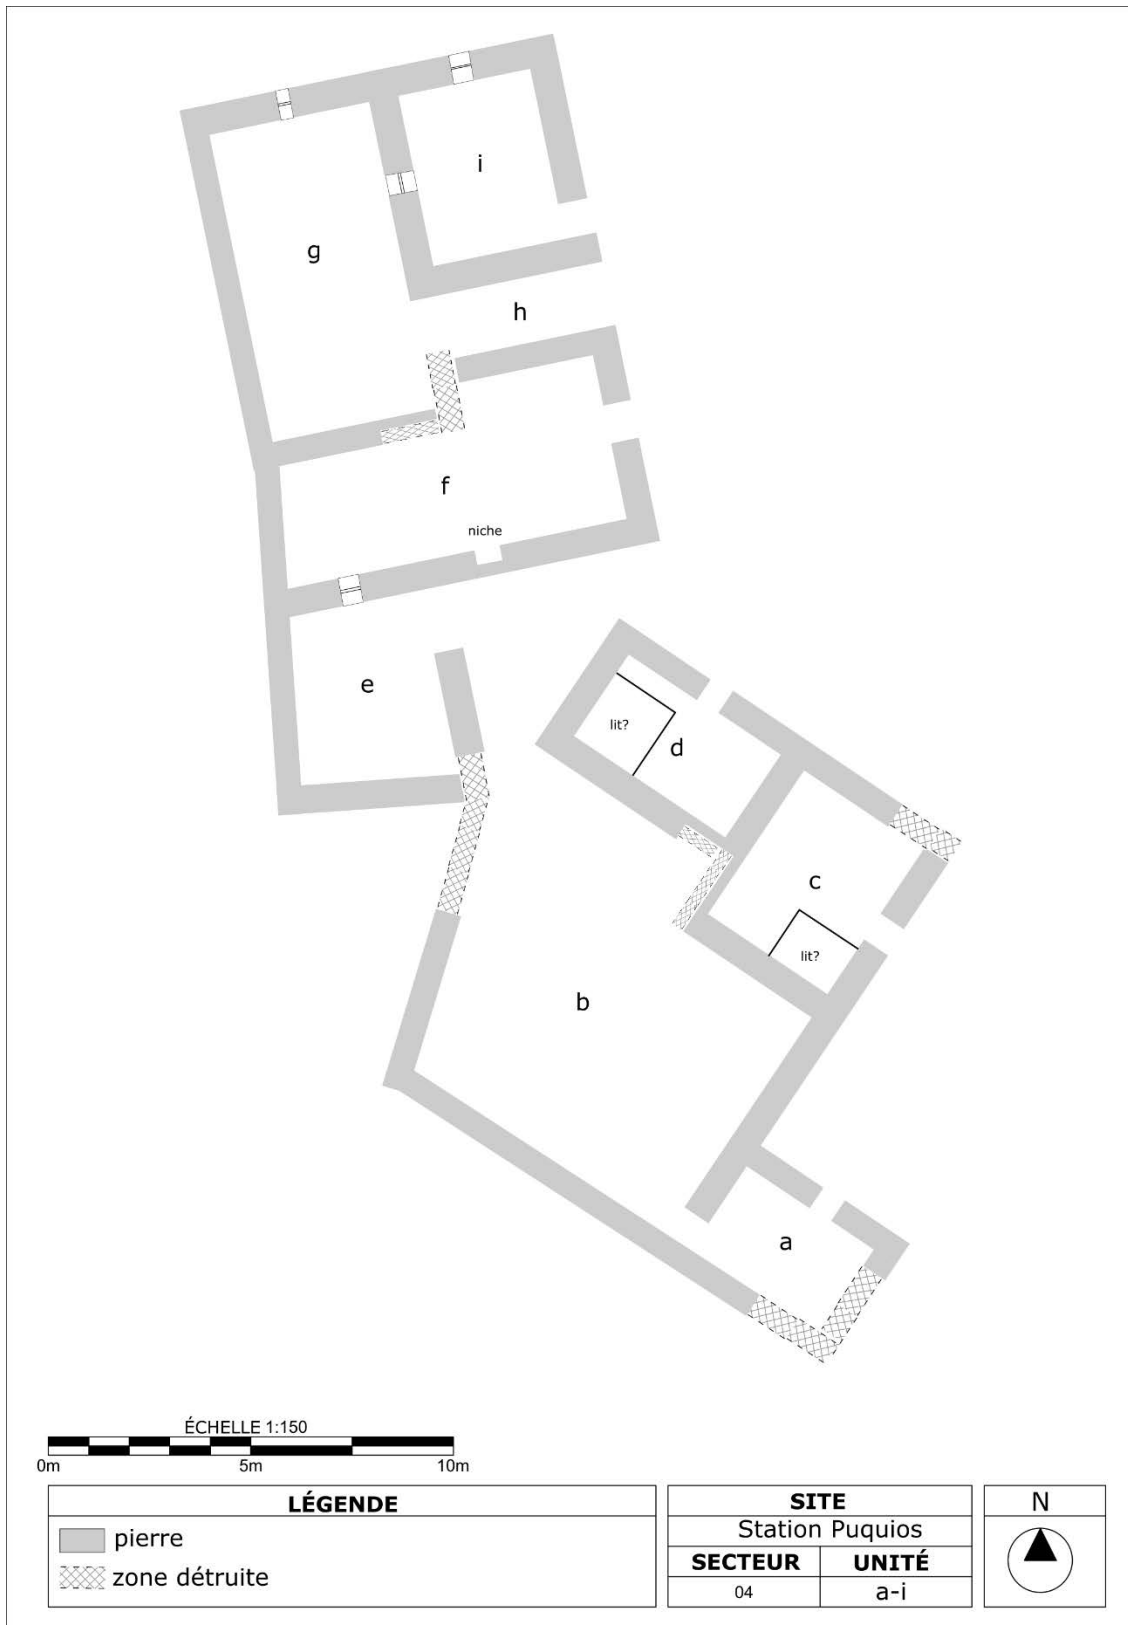 i
g
h
f
niche
e
lit?
d
c
lit?
b
a
ÉCHELLE 1:150
0m 5m 10m
LÉGENDE
pierre
zone détruite
SITE
Station Puquios
SECTEUR UNITÉ
04 a-i
N